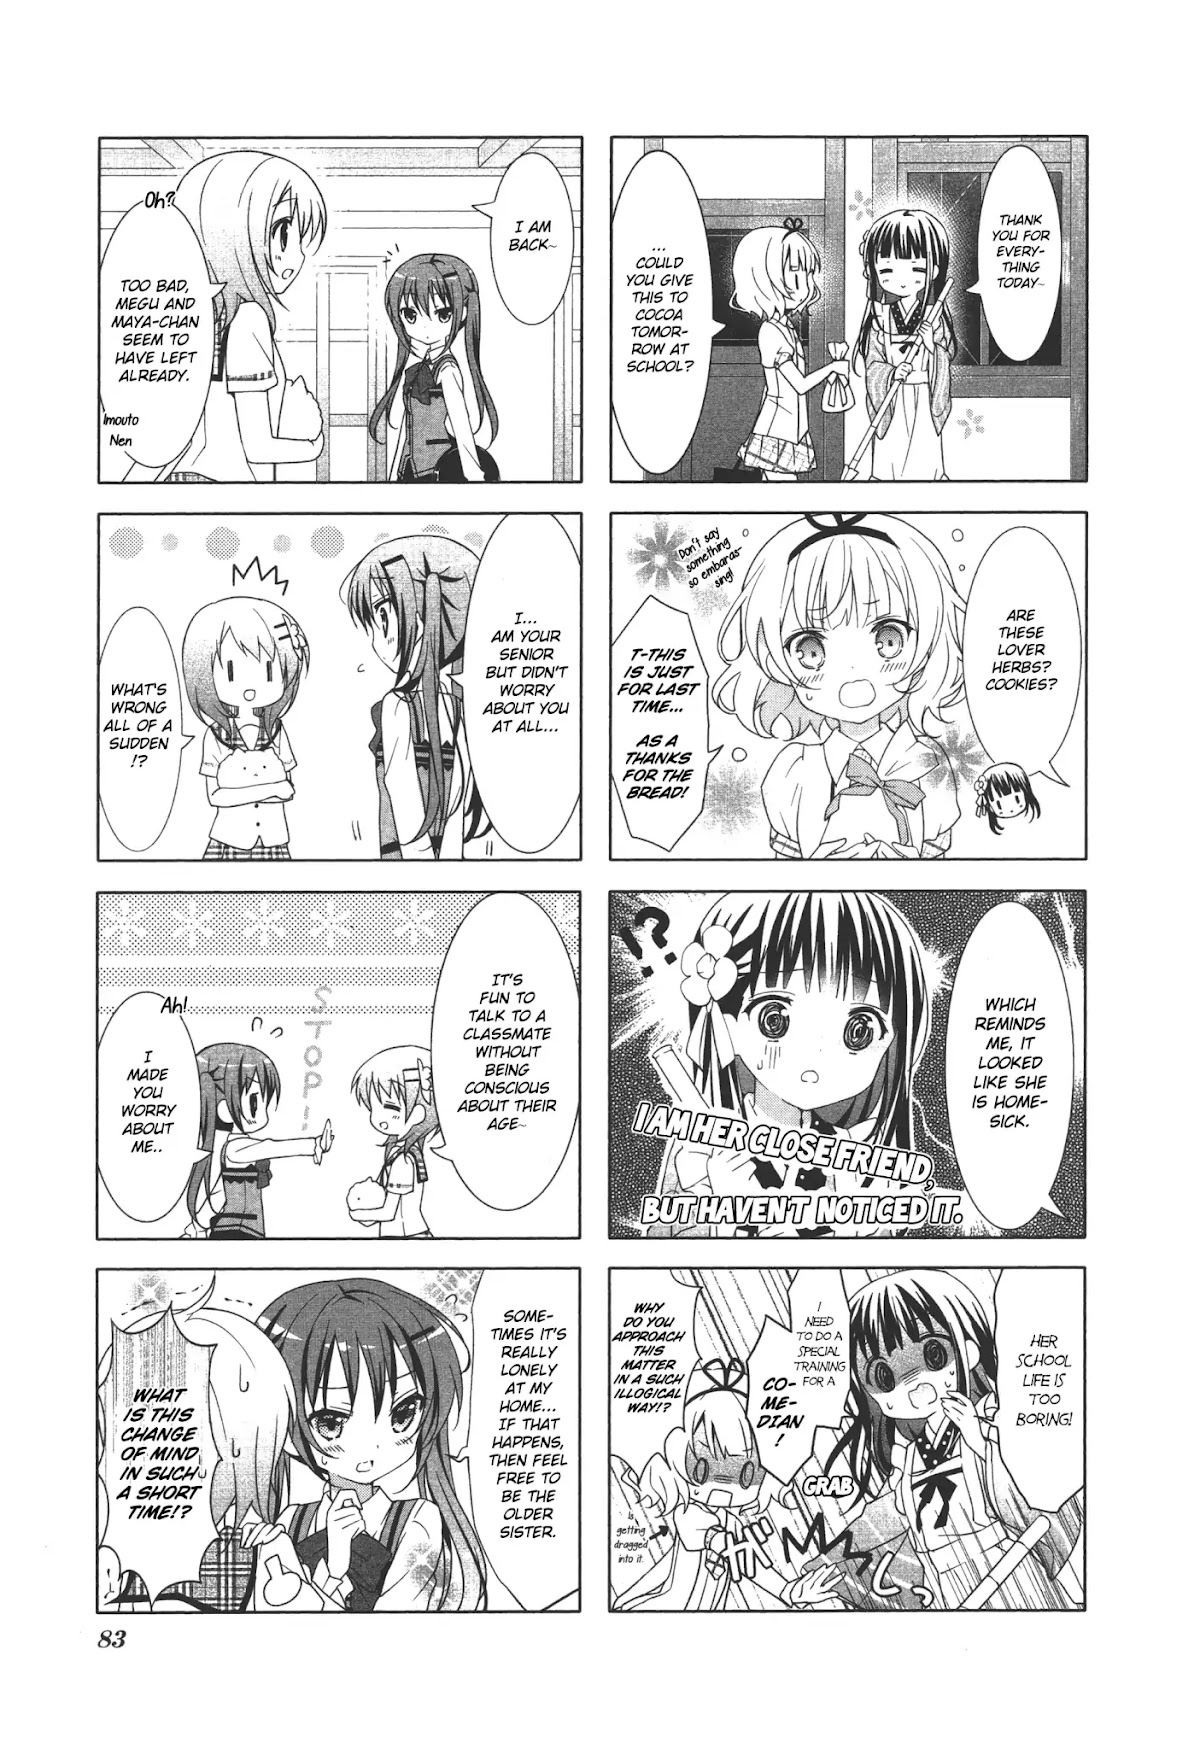 THANK
YOU FOR
EVERY-
THING
TODAY~
...
COULD
YOU GIVE
THIS TO
COCOA
TOMOR-
ROW AT
SCHOOL?
ARE
THESE
LOVER
HERBS?
COOKIES?
Don't say
something
so embaras-
sing!
T-THIS
IS JUST
FOR LAST
TIME...
AS A
THANKS
FOR THE
BREAD!
WHICH
REMINDS
ME, IT
LOOKED
LIKE SHE
IS HOME-
SICK.
!?
I AM HER CLOSE FRIEND,
BUT HAVEN'T NOTICED IT.
HER
SCHOOL
LIFE IS
TOO
BORING!
I
NEED
TO DO A
SPECIAL
TRAINING
FOR A
CO-
ME-
DIAN
!
GRAB
WHY
DO YOU
APPROACH
THIS
MATTER
IN A SUCH
ILLOGICAL
WAY!?
Is
getting
dragged
into it.
I AM
BACK~
Oh?
TOO BAD,
MEGU AND
MAYA-CHAN
SEEM TO
HAVE LEFT
ALREADY.
Imouto
Nen
I...
AM YOUR
SENIOR
BUT DIDN'T
WORRY
ABOUT YOU
AT ALL...
WHAT'S
WRONG
ALL OF A
SUDDEN
!?
IT'S
FUN TO
TALK TO A
CLASSMATE
WITHOUT
BEING
CONSCIOUS
ABOUT THEIR
AGE~
STOP!!
Ah!
I
MADE
YOU
WORRY
ABOUT
ME..
SOME-
TIMES IT'S
REALLY
LONELY
AT MY
HOME...
IF THAT
HAPPENS,
THEN FEEL
FREE TO
BE THE
OLDER
SISTER.
WHAT
IS THIS
CHANGE
OF MIND
IN SUCH
A SHORT
TIME!?
83